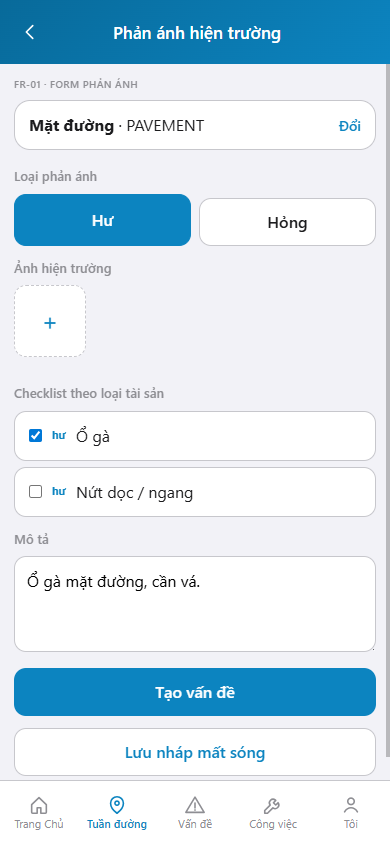 Phản ánh hiện trường
FR-01 · FORM PHẢN ÁNH
Mặt đường · PAVEMENT
Đổi
Loại phản ánh
Hư
Hỏng
Ảnh hiện trường
+
Checklist theo loại tài sản
hư Ổ gà
hư Nứt dọc / ngang
Mô tả
Ổ gà mặt đường, cần vá.
Tạo vấn đề
Lưu nháp mất sóng
Trang Chủ
Tuần đường
Vấn đề
Công việc
Tôi